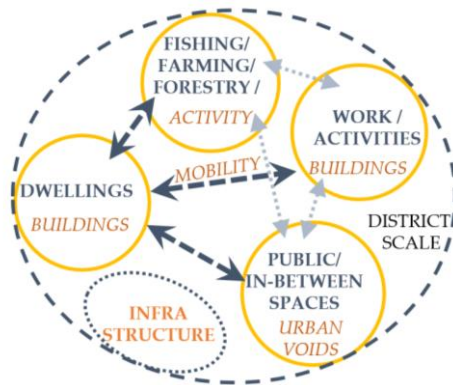 FISHING/
FARMING/
FORESTRY /
ACTIVITY
WORK /
ACTIVITIES
BUILDINGS
MOBILITY
DWELLINGS
BUILDINGS
DISTRICT
SCALE
PUBLIC/
IN-BETWEEN
SPACES
URBAN
VOIDS
INFRA
STRUCTURE